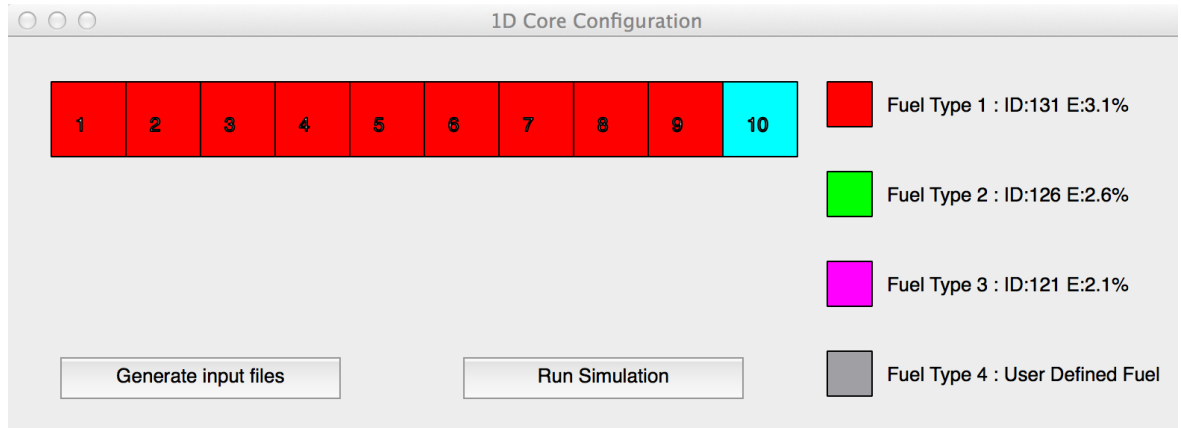 1D Core Configuration
1 2 3 4 5 6 7 8 9 10
Fuel Type 1 : ID:131 E:3.1%
Fuel Type 2 : ID:126 E:2.6%
Fuel Type 3 : ID:121 E:2.1%
Generate input files
Run Simulation
Fuel Type 4 : User Defined Fuel